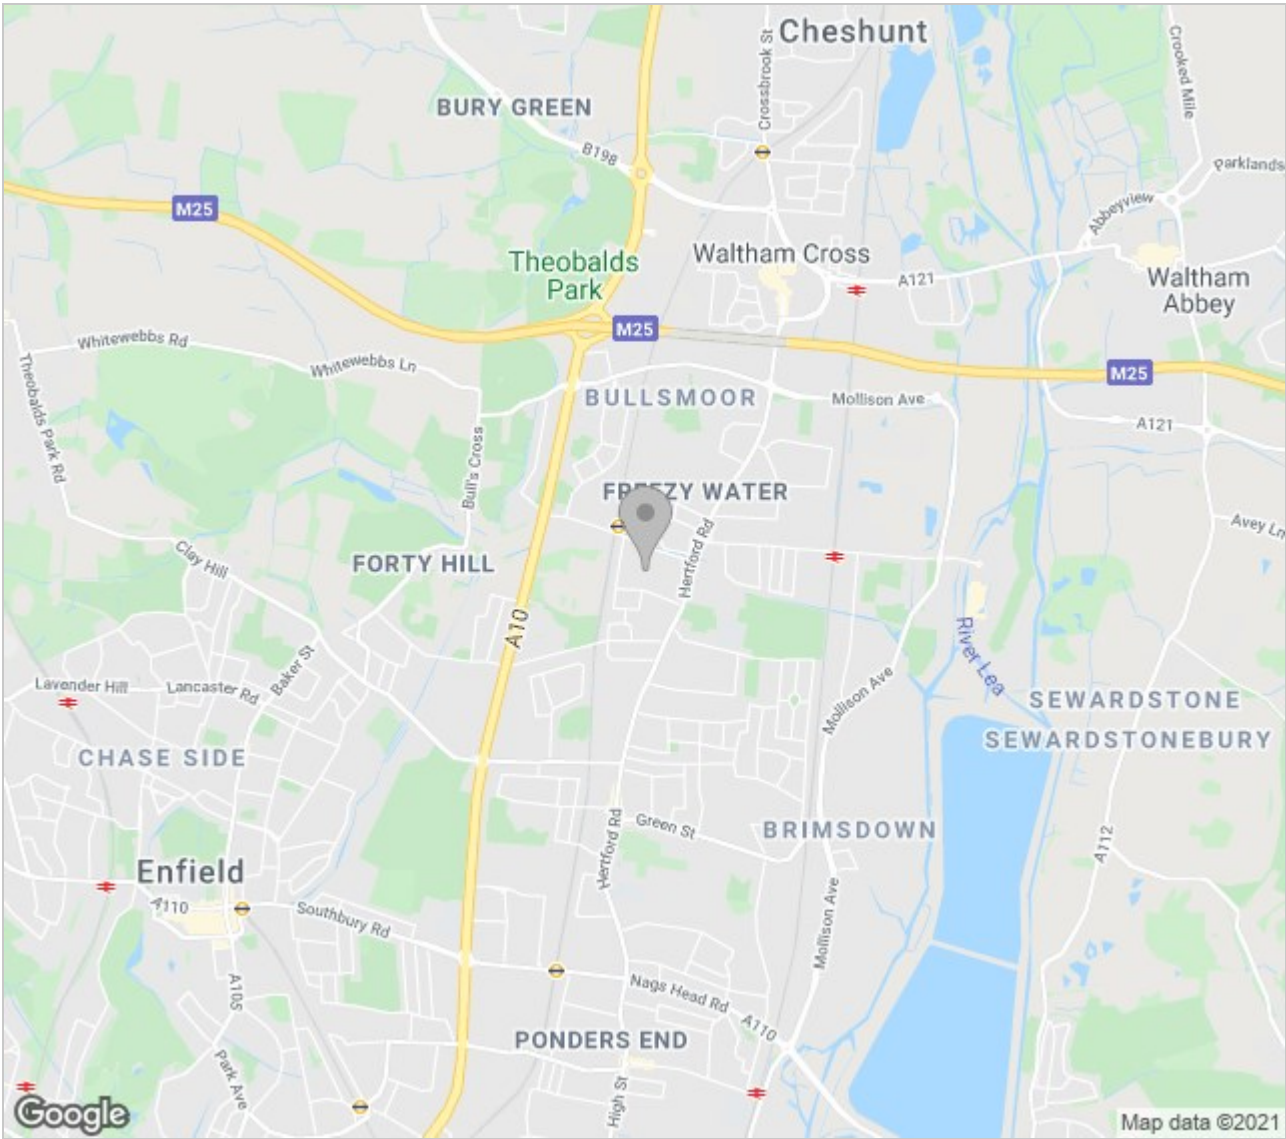 Cheshunt
Crossbrook St
Crooked Mile
BURY GREEN
B198
Parklands
M25
Abbeyview
Theobalds
Park
Waltham Cross
A121
Waltham
Abbey
M25
Whitewebbs Rd
Whitewebbs Ln
Theobalds Park Rd
M25
BULLSMOOR
Mollison Ave
A121
Bull's Cross
FREEZY WATER
Hertford Rd
Avey Ln
Clay Hill
FORTY HILL
A10
River Lea
Baker St
Lavender Hill
Lancaster Rd
Mollison Ave
SEWARDSTONE
SEWARDSTONEBURY
CHASE SIDE
Hertford Rd
Green St
BRIMSDOWN
A112
Enfield
A110
Southbury Rd
Mollison Ave
A105
Nags Head Rd
A110
PONDERS END
Park Ave
High St
Google
Map data ©2021